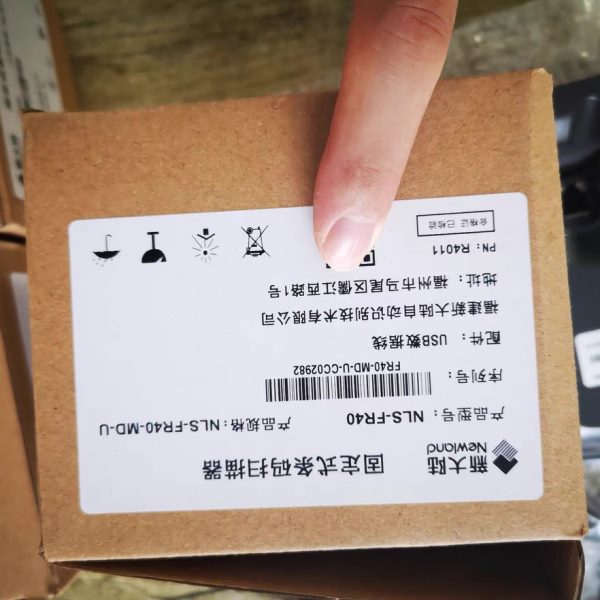 新大陆
Newland
固定式条码扫描器
产品型号：NLS-FR40 产品规格：NLS-FR40-MD-U
序列号：
FR40-MD-U-CC02982
配件： USB数据线
福建新大陆自动识别技术有限公司
地址： 福州市马尾区儒江西路1号
PN: R4011
合格证 已检验